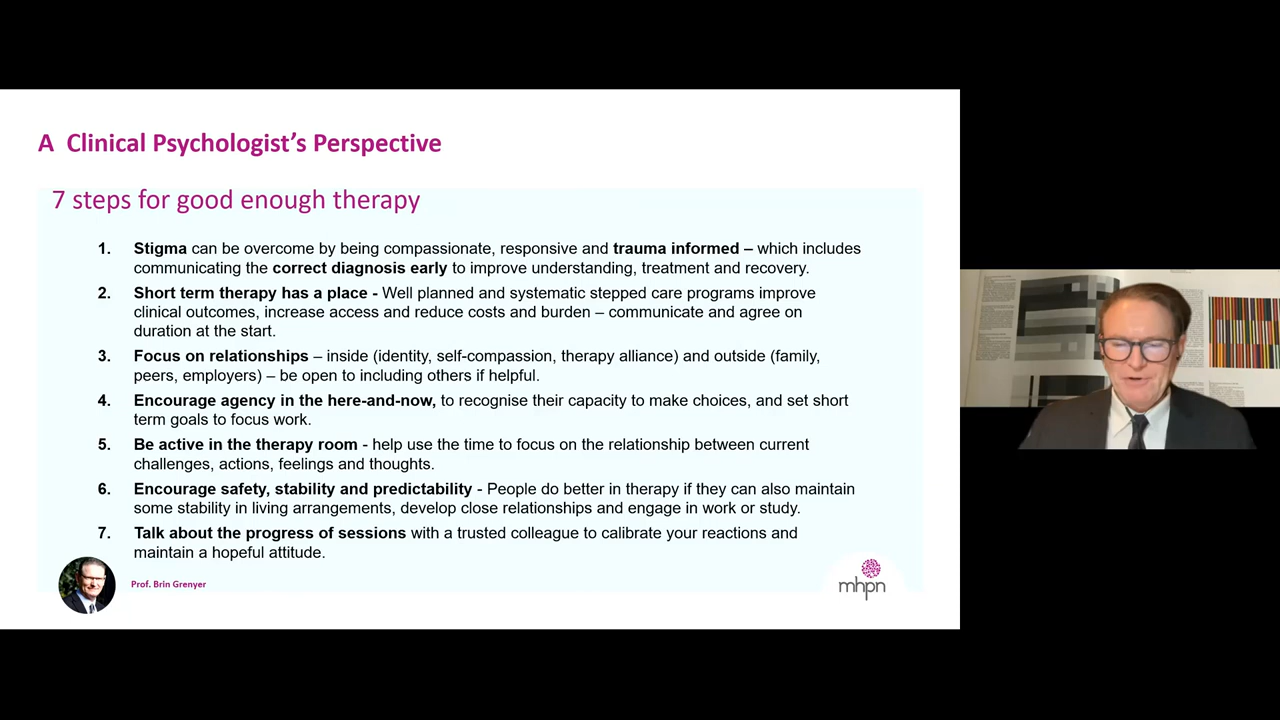 A Clinical Psychologist’s Perspective
7 steps for good enough therapy
1. Stigma can be overcome by being compassionate, responsive and trauma informed – which includes
communicating the correct diagnosis early to improve understanding, treatment and recovery.
2. Short term therapy has a place - Well planned and systematic stepped care programs improve
clinical outcomes, increase access and reduce costs and burden – communicate and agree on
duration at the start.
3. Focus on relationships – inside (identity, self-compassion, therapy alliance) and outside (family,
peers, employers) – be open to including others if helpful.
4. Encourage agency in the here-and-now, to recognise their capacity to make choices, and set short
term goals to focus work.
5. Be active in the therapy room - help use the time to focus on the relationship between current
challenges, actions, feelings and thoughts.
6. Encourage safety, stability and predictability - People do better in therapy if they can also maintain
some stability in living arrangements, develop close relationships and engage in work or study.
7. Talk about the progress of sessions with a trusted colleague to calibrate your reactions and
maintain a hopeful attitude.
Prof. Brin Grenyer
mhpn